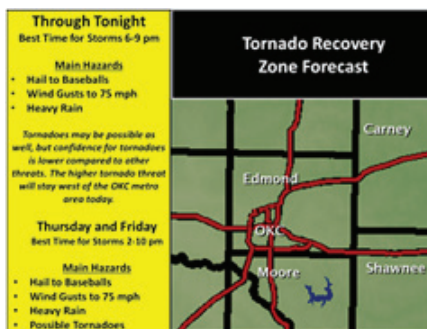 Through Tonight
Best Time for Storms 6-9 pm
Main Hazards
• Hail to Baseballs
• Wind Gusts to 75 mph
• Heavy Rain
Tornadoes may be possible as
well, but confidence for tornadoes
is lower compared to other
threats. The higher tornado threat
will stay west of the OKC metro
area today.
Thursday and Friday
Best Time for Storms 2-10 pm
Main Hazards
• Hail to Baseballs
• Wind Gusts to 75 mph
• Heavy Rain
• Possible Tornadoes
Tornado Recovery
Zone Forecast
Carney
Edmond
OKC
Moore
Shawnee